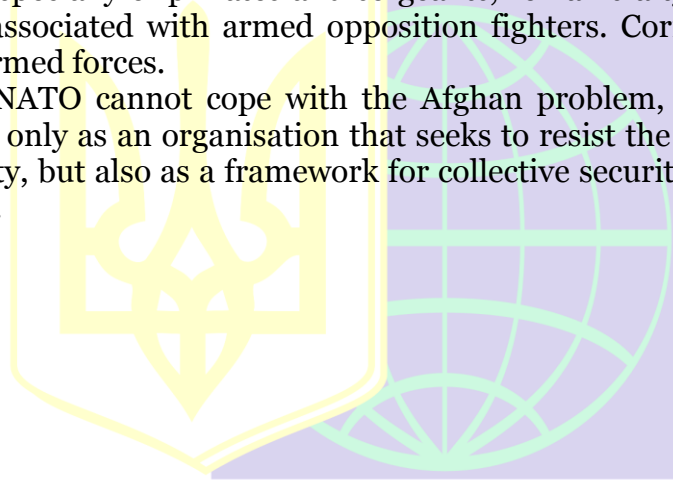 associated with armed opposition fighters. Cor
rmed forces.
NATO cannot cope with the Afghan problem,
only as an organisation that seeks to resist the
ty, but also as a framework for collective securit